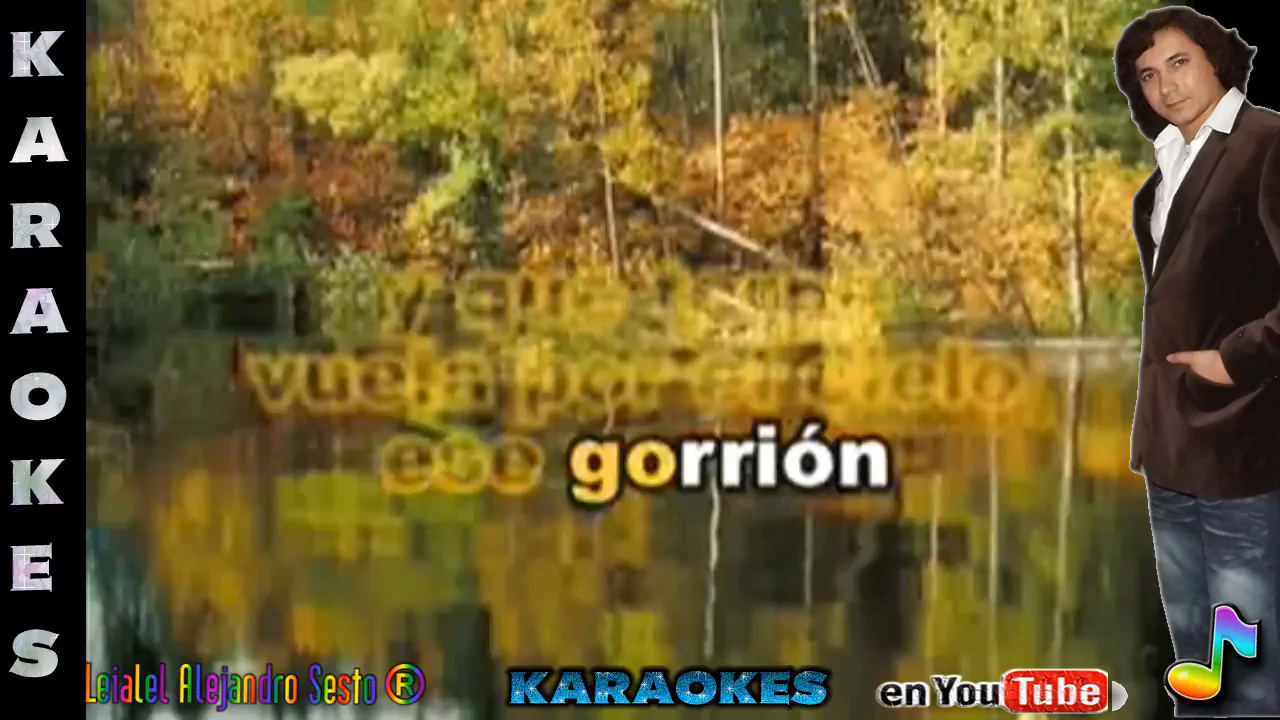 KARAOKES
vuela por el cielo
ese gorrión
Leialel Alejandro Sesto ®
KARAOKES
en YouTube